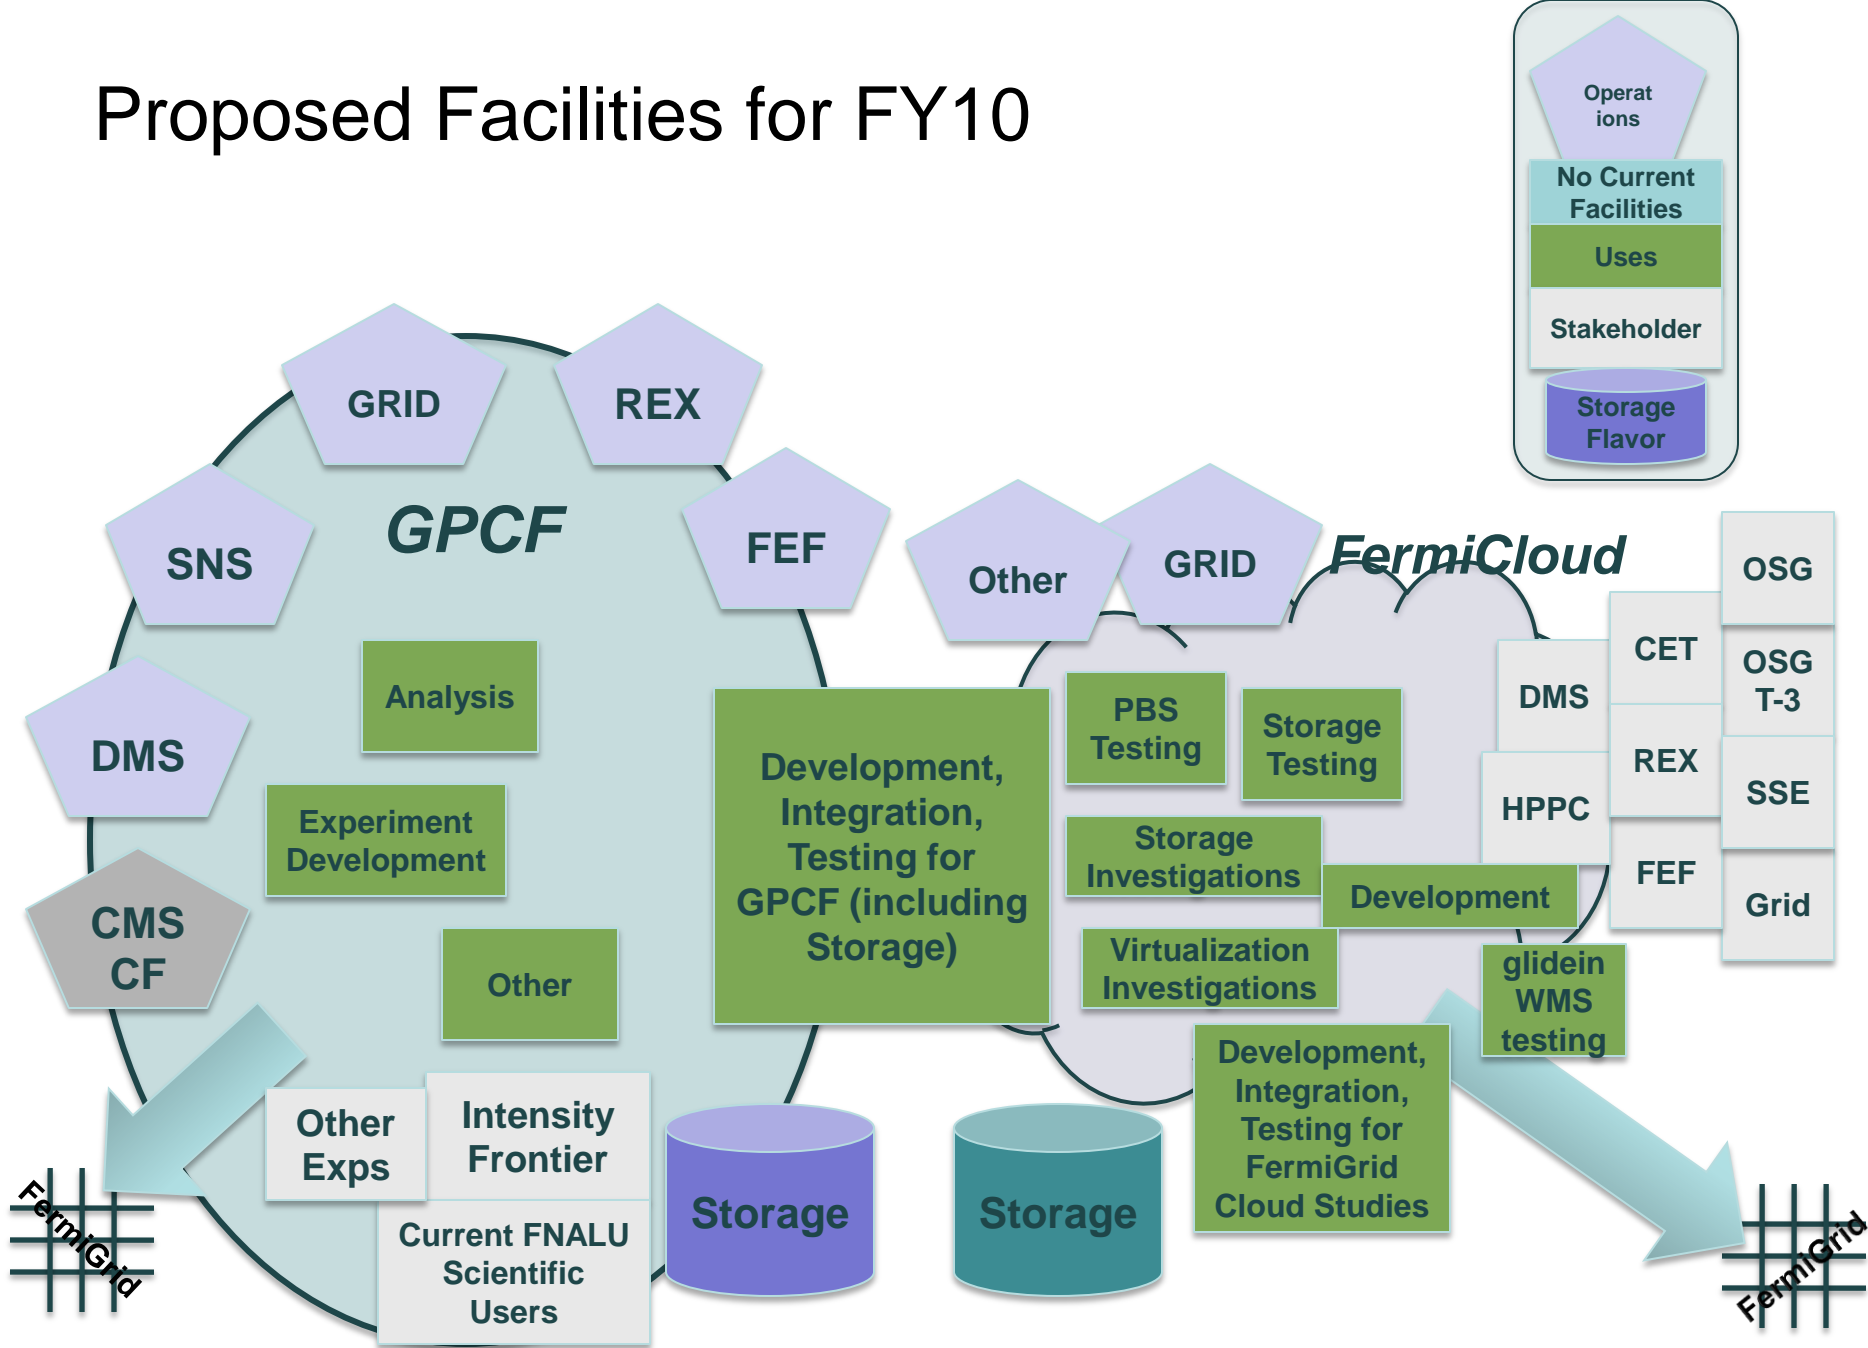 Proposed Facilities for FY10
Operat
ions
No Current
Facilities
Uses
Stakeholder
Storage
Flavor
GRID
REX
SNS
GPCF
FEF
DMS
CMS
CF
Analysis
Experiment
Development
Other
Other
Exps
Intensity
Frontier
Current FNALU
Scientific
Users
FermiGrid
Storage
Development,
Integration,
Testing for
GPCF (including
Storage)
Other
GRID
FermiCloud
PBS
Testing
Storage
Testing
Storage
Investigations
Development
Virtualization
Investigations
glidein
WMS
testing
Development,
Integration,
Testing for
FermiGrid
Cloud Studies
Storage
DMS
HPPC
CET
REX
FEF
OSG
OSG
T-3
SSE
Grid
FermiGrid